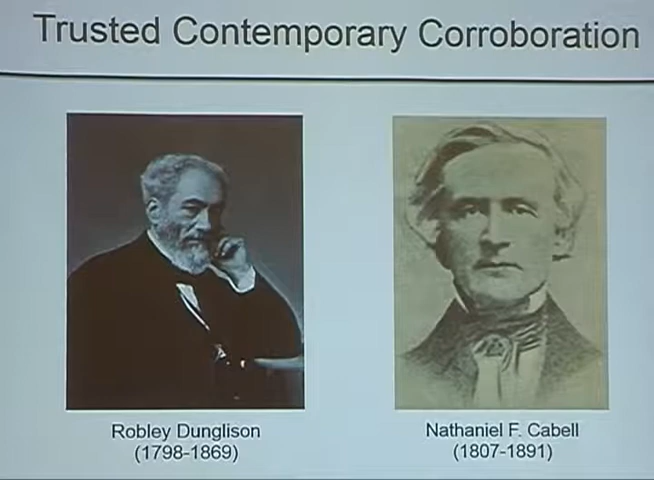 Trusted Contemporary Corroboration
Robley Dunglison
(1798-1869)
Nathaniel F. Cabell
(1807-1891)